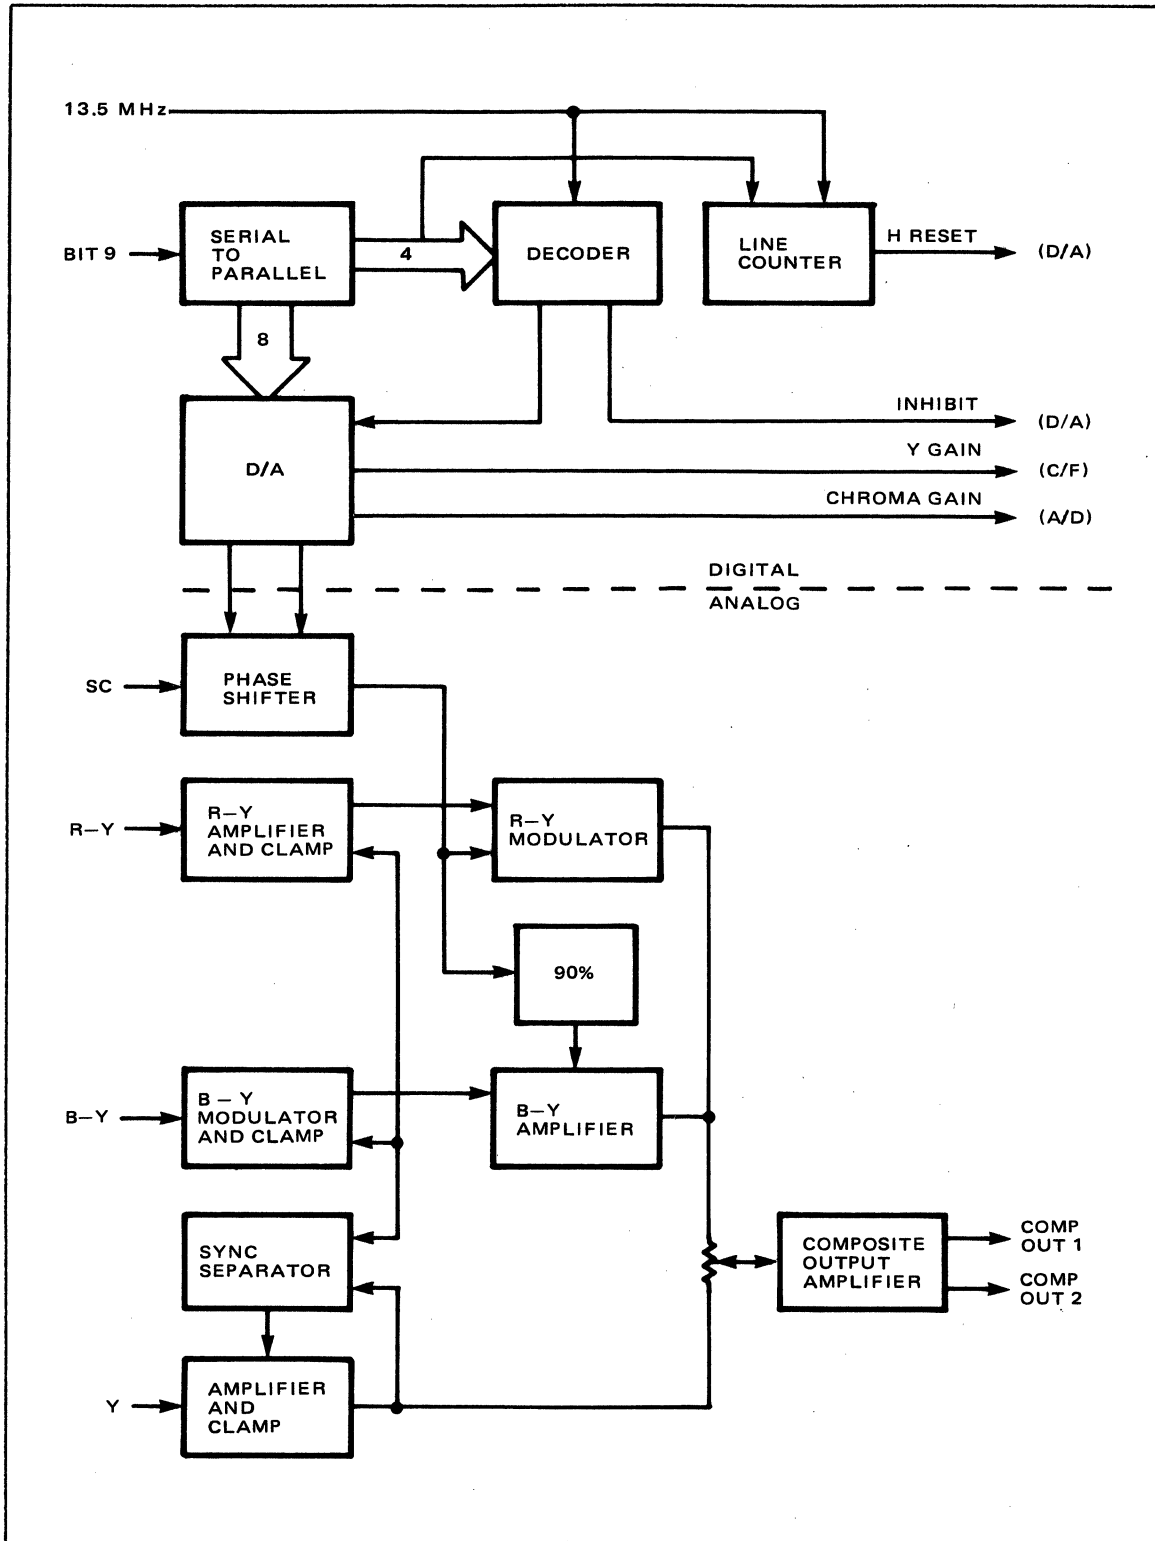 13.5 MHz
BIT 9
SERIAL
TO
PARALLEL
4
DECODER
LINE
COUNTER
H RESET
(D/A)
8
D/A
INHIBIT
(D/A)
Y GAIN
(C/F)
CHROMA GAIN
(A/D)
DIGITAL
ANALOG
SC
PHASE
SHIFTER
R–Y
R–Y
AMPLIFIER
AND CLAMP
R–Y
MODULATOR
90%
B–Y
B – Y
MODULATOR
AND CLAMP
B–Y
AMPLIFIER
SYNC
SEPARATOR
COMPOSITE
OUTPUT
AMPLIFIER
COMP
OUT 1
COMP
OUT 2
Y
AMPLIFIER
AND
CLAMP